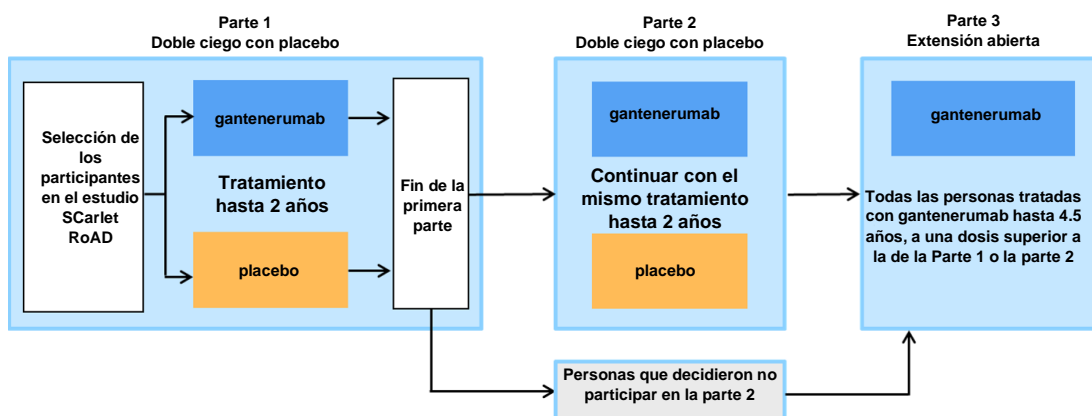 Parte 1
Doble ciego con placebo
Selección de
los
participantes
en el estudio
SCarlet
RoAD
gantenerumab
Tratamiento
hasta 2 años
placebo
Fin de la
primera
parte
Parte 2
Doble ciego con placebo
gantenerumab
Continuar con el
mismo tratamiento
hasta 2 años
placebo
Personas que decidieron no
participar en la parte 2
Parte 3
Extensión abierta
gantenerumab
Todas las personas tratadas
con gantenerumab hasta 4.5
años, a una dosis superior a
la de la Parte 1 o la parte 2